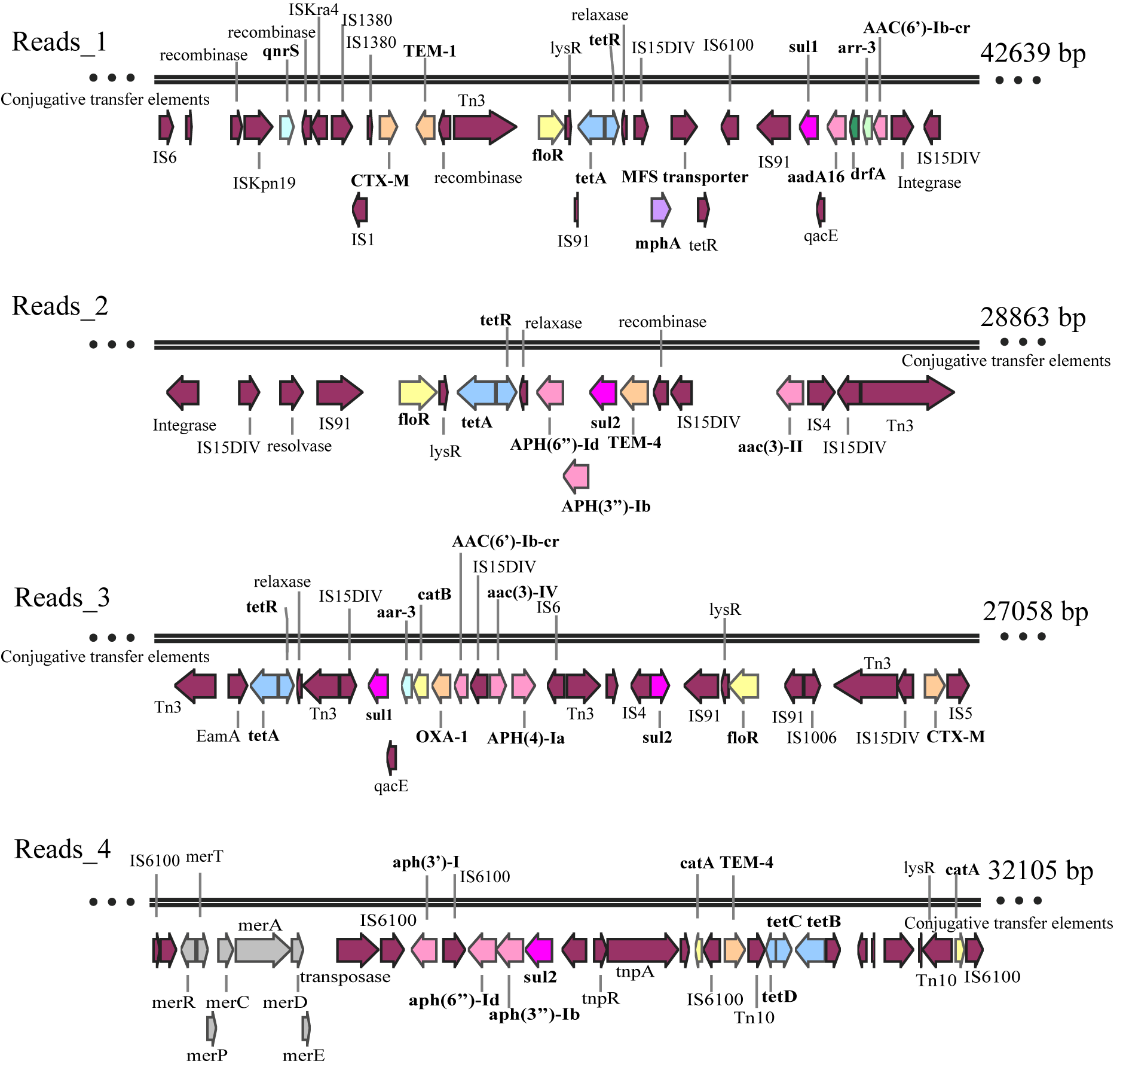 ISKra4
IS1380
relaxase
AAC(6’)-Ib-cr
Reads_1
recombinase
IS1380
tetR
sul1
arr-3
recombinase
qnrS
TEM-1
lysR
IS15DIV
IS6100
42639 bp
Conjugative transfer elements
Tn3
IS6
floR
IS91
IS15DIV
ISKpn19
CTX-M
recombinase
tetA
MFS transporter
aadA16
drfA
Integrase
IS1
IS91
mphA
tetR
qacE
Reads_2
tetR
relaxase
recombinase
28863 bp
Conjugative transfer elements
Integrase
IS91
floR
tetA
IS15DIV
IS4
Tn3
IS15DIV
resolvase
lysR
APH(6”)-Id
sul2
TEM-4
aac(3)-II
IS15DIV
APH(3”)-Ib
AAC(6’)-Ib-cr
IS15DIV
Reads_3
relaxase
IS15DIV
catB
aac(3)-IV
27058 bp
tetR
aar-3
IS6
lysR
Conjugative transfer elements
Tn3
Tn3
Tn3
sul1
Tn3
IS4
IS91
IS91
IS5
EamA
tetA
OXA-1
APH(4)-Ia
sul2
floR
IS1006
IS15DIV
CTX-M
qacE
Reads_4
IS6100
merT
aph(3’)-I
IS6100
catA
TEM-4
lysR
catA
32105 bp
merA
IS6100
tetC
tetB
Conjugative transfer elements
transposase
sul2
tnpA
Tn10
IS6100
merR
merC
merD
aph(6”)-Id
aph(3”)-Ib
tnpR
IS6100
Tn10
tetD
merP
merE